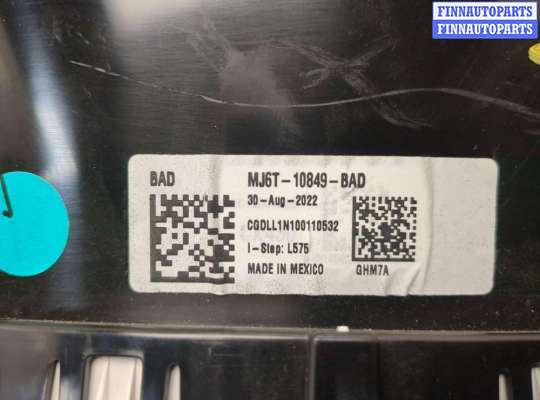 FINNAUTOPARTS
FINNAUTOPARTS
BAD
MJ6T-10849-BAD
30-Aug-2022
CGDLL1N100110532
I-Step: L575
MADE IN MEXICO
GHM7A